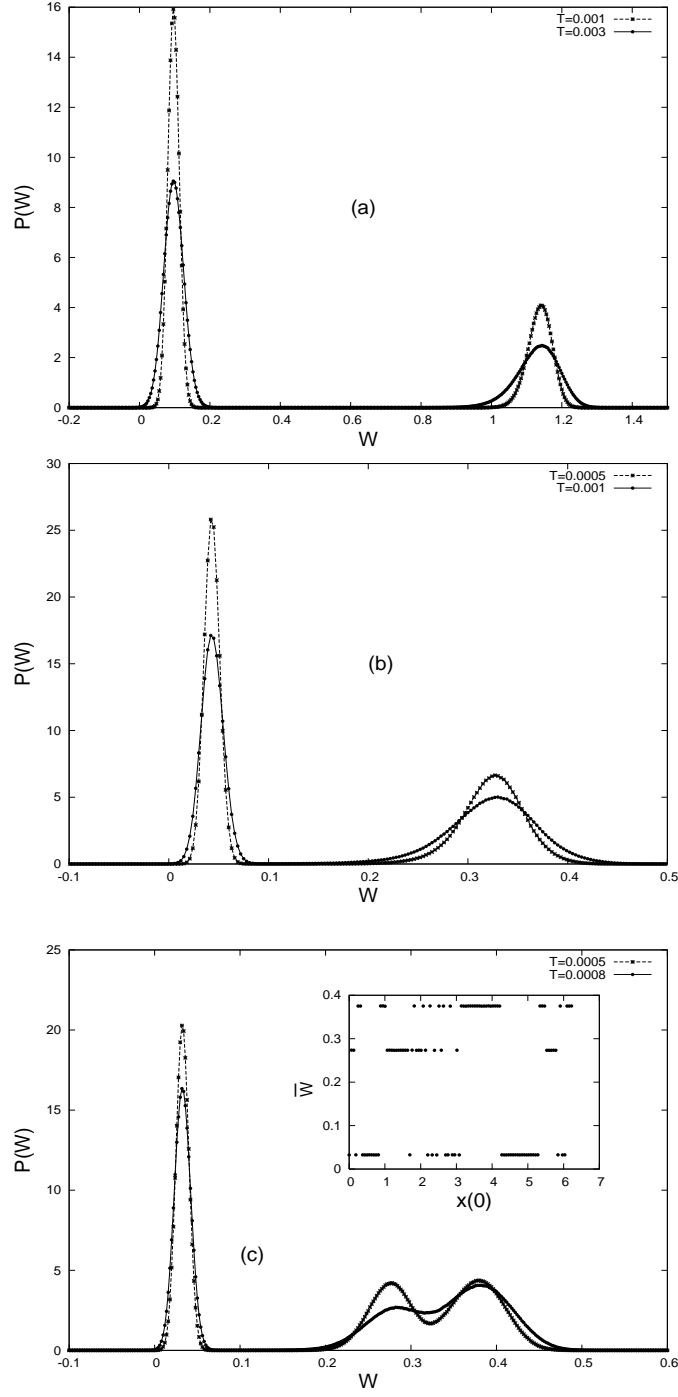 16
14
12
10
8
6
4
2
0
P(W)
T=0.001
T=0.003
(a)
-0.2 0 0.2 0.4 0.6 0.8 1 1.2 1.4
W
30
25
20
15
10
5
0
P(W)
T=0.0005
T=0.001
(b)
-0.1 0 0.1 0.2 0.3 0.4 0.5
W
25
20
15
10
5
0
P(W)
T=0.0005
T=0.0008
0.4
0.3
0.2
0.1
0
W̅
0 1 2 3 4 5 6 7
x(0)
(c)
-0.1 0 0.1 0.2 0.3 0.4 0.5 0.6
W